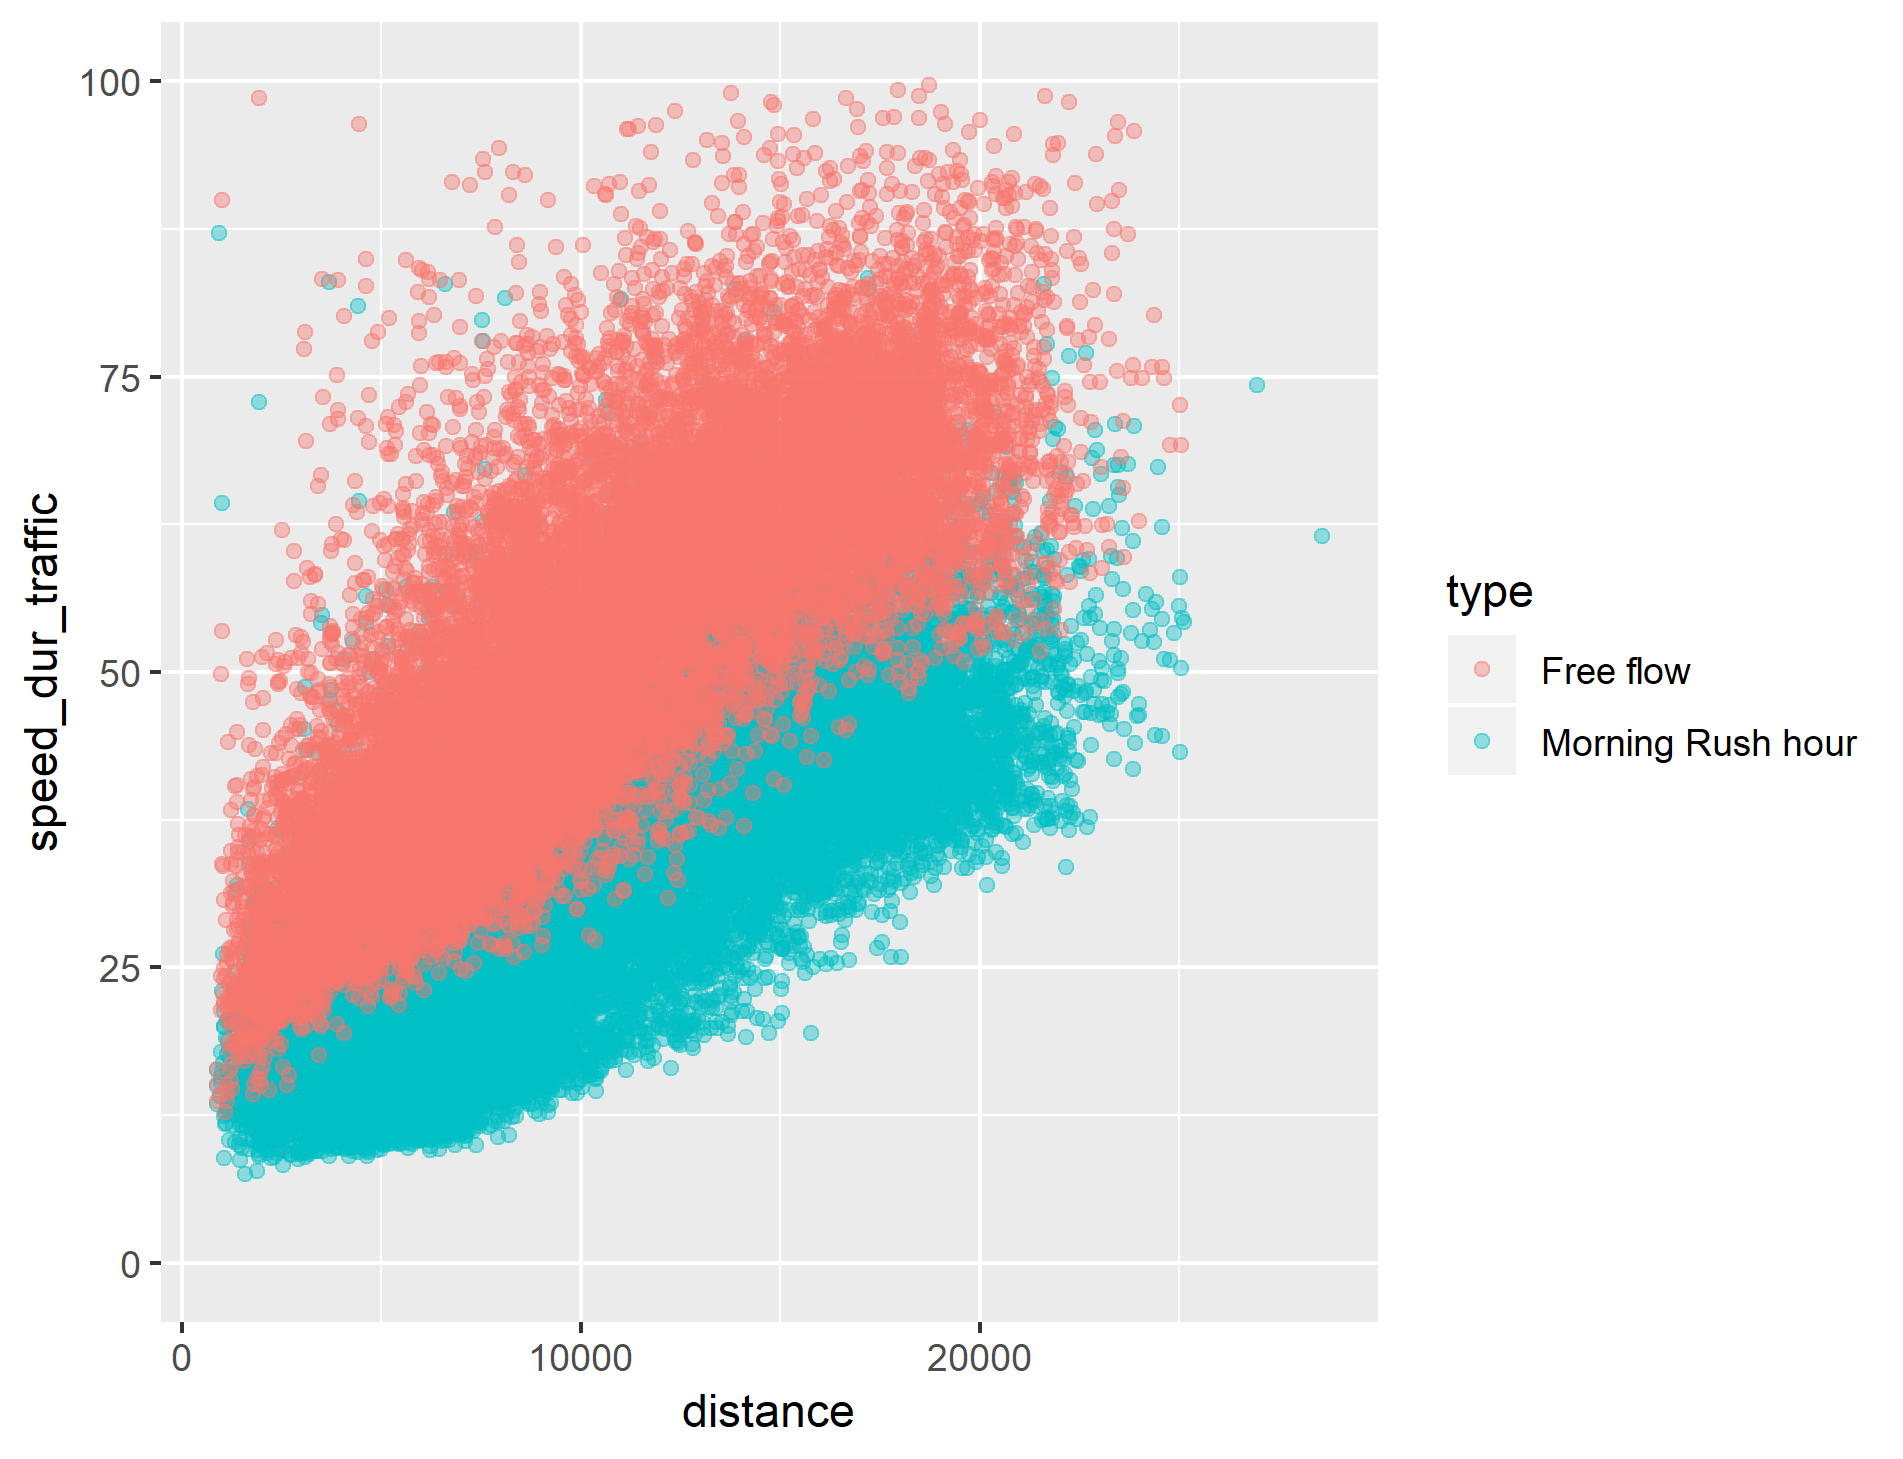 100
75
50
25
0
speed_dur_traffic
0 10000 20000
distance
type
Free flow
Morning Rush hour